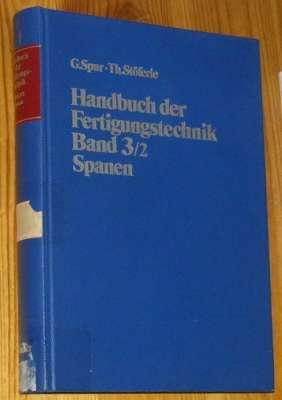 G. Spur · Th. Stöferle
Handbuch der
Fertigungstechnik
Band 3/2
Spanen